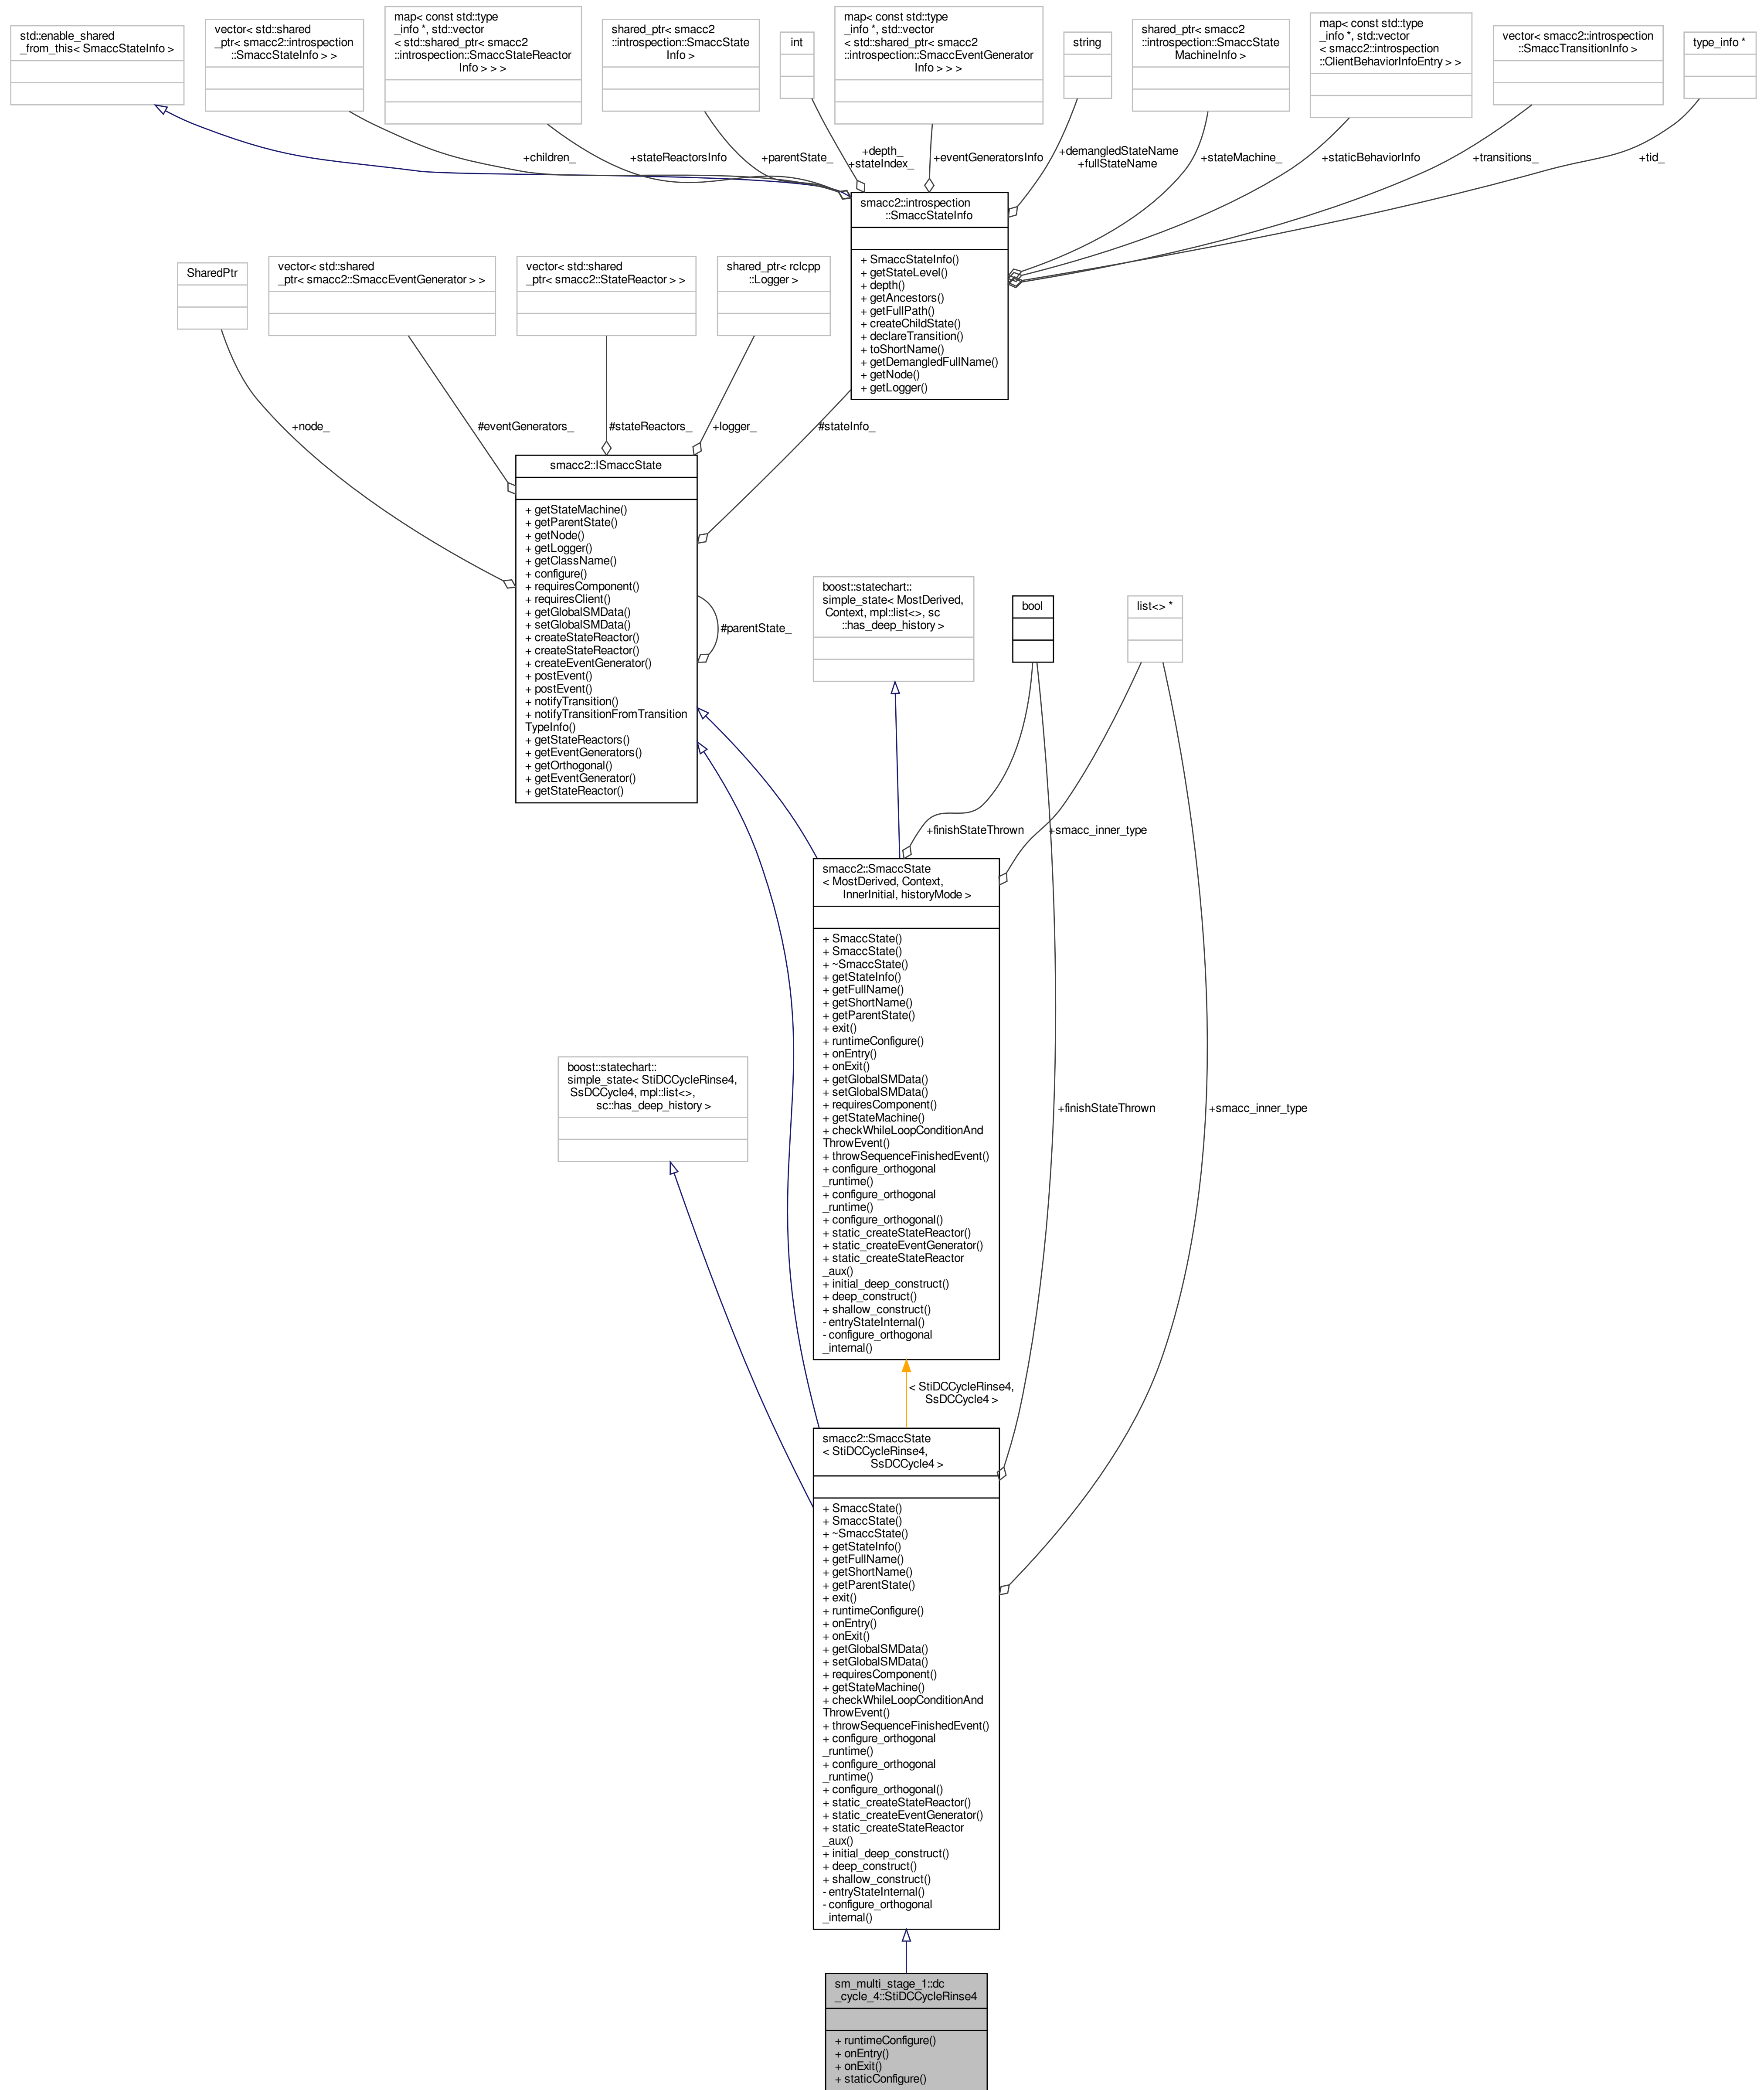 std::enable_shared
_from_this< SmaccStateInfo >
vector< std::shared
_ptr< smacc2::introspection
::SmaccStateInfo > >
map< const std::type
_info *, std::vector
< std::shared_ptr< smacc2
::introspection::SmaccStateReactor
Info > > >
shared_ptr< smacc2
::introspection::SmaccState
Info >
int
map< const std::type
_info *, std::vector
< std::shared_ptr< smacc2
::introspection::SmaccEventGenerator
Info > > >
string
shared_ptr< smacc2
::introspection::SmaccState
MachineInfo >
map< const std::type
_info *, std::vector
< smacc2::introspection
::ClientBehaviorInfoEntry > >
vector< smacc2::introspection
::SmaccTransitionInfo >
type_info *
+children_
+stateReactorsInfo
+parentState_
+depth_
+stateIndex_
+eventGeneratorsInfo
+demangledStateName
+fullStateName
+stateMachine_
+staticBehaviorInfo
+transitions_
+tid_
smacc2::introspection
::SmaccStateInfo
+ SmaccStateInfo()
+ getStateLevel()
+ depth()
+ getAncestors()
+ getFullPath()
+ createChildState()
+ declareTransition()
+ toShortName()
+ getDemangledFullName()
+ getNode()
+ getLogger()
SharedPtr
vector< std::shared
_ptr< smacc2::SmaccEventGenerator > >
vector< std::shared
_ptr< smacc2::StateReactor > >
shared_ptr< rclcpp
::Logger >
+node_
#eventGenerators_
#stateReactors_
+logger_
#stateInfo_
smacc2::ISmaccState
+ getStateMachine()
+ getParentState()
+ getNode()
+ getLogger()
+ getClassName()
+ configure()
+ requiresComponent()
+ requiresClient()
+ getGlobalSMData()
+ setGlobalSMData()
+ createStateReactor()
+ createStateReactor()
+ createEventGenerator()
+ postEvent()
+ postEvent()
+ notifyTransition()
+ notifyTransitionFromTransition
TypeInfo()
+ getStateReactors()
+ getEventGenerators()
+ getOrthogonal()
+ getEventGenerator()
+ getStateReactor()
#parentState_
boost::statechart::
simple_state< MostDerived,
Context, mpl::list<>, sc
::has_deep_history >
bool
list<> *
+finishStateThrown
+smacc_inner_type
smacc2::SmaccState
< MostDerived, Context,
InnerInitial, historyMode >
+ SmaccState()
+ SmaccState()
+ ~SmaccState()
+ getStateInfo()
+ getFullName()
+ getShortName()
+ getParentState()
+ exit()
+ runtimeConfigure()
+ onEntry()
+ onExit()
+ getGlobalSMData()
+ setGlobalSMData()
+ requiresComponent()
+ getStateMachine()
+ checkWhileLoopConditionAnd
ThrowEvent()
+ throwSequenceFinishedEvent()
+ configure_orthogonal
_runtime()
+ configure_orthogonal
_runtime()
+ configure_orthogonal()
+ static_createStateReactor()
+ static_createEventGenerator()
+ static_createStateReactor
_aux()
+ initial_deep_construct()
+ deep_construct()
+ shallow_construct()
- entryStateInternal()
- configure_orthogonal
_internal()
boost::statechart::
simple_state< StiDCCycleRinse4,
SsDCCycle4, mpl::list<>,
sc::has_deep_history >
+finishStateThrown
+smacc_inner_type
< StiDCCycleRinse4,
SsDCCycle4 >
smacc2::SmaccState
< StiDCCycleRinse4,
SsDCCycle4 >
+ SmaccState()
+ SmaccState()
+ ~SmaccState()
+ getStateInfo()
+ getFullName()
+ getShortName()
+ getParentState()
+ exit()
+ runtimeConfigure()
+ onEntry()
+ onExit()
+ getGlobalSMData()
+ setGlobalSMData()
+ requiresComponent()
+ getStateMachine()
+ checkWhileLoopConditionAnd
ThrowEvent()
+ throwSequenceFinishedEvent()
+ configure_orthogonal
_runtime()
+ configure_orthogonal
_runtime()
+ configure_orthogonal()
+ static_createStateReactor()
+ static_createEventGenerator()
+ static_createStateReactor
_aux()
+ initial_deep_construct()
+ deep_construct()
+ shallow_construct()
- entryStateInternal()
- configure_orthogonal
_internal()
sm_multi_stage_1::dc
_cycle_4::StiDCCycleRinse4
+ runtimeConfigure()
+ onEntry()
+ onExit()
+ staticConfigure()